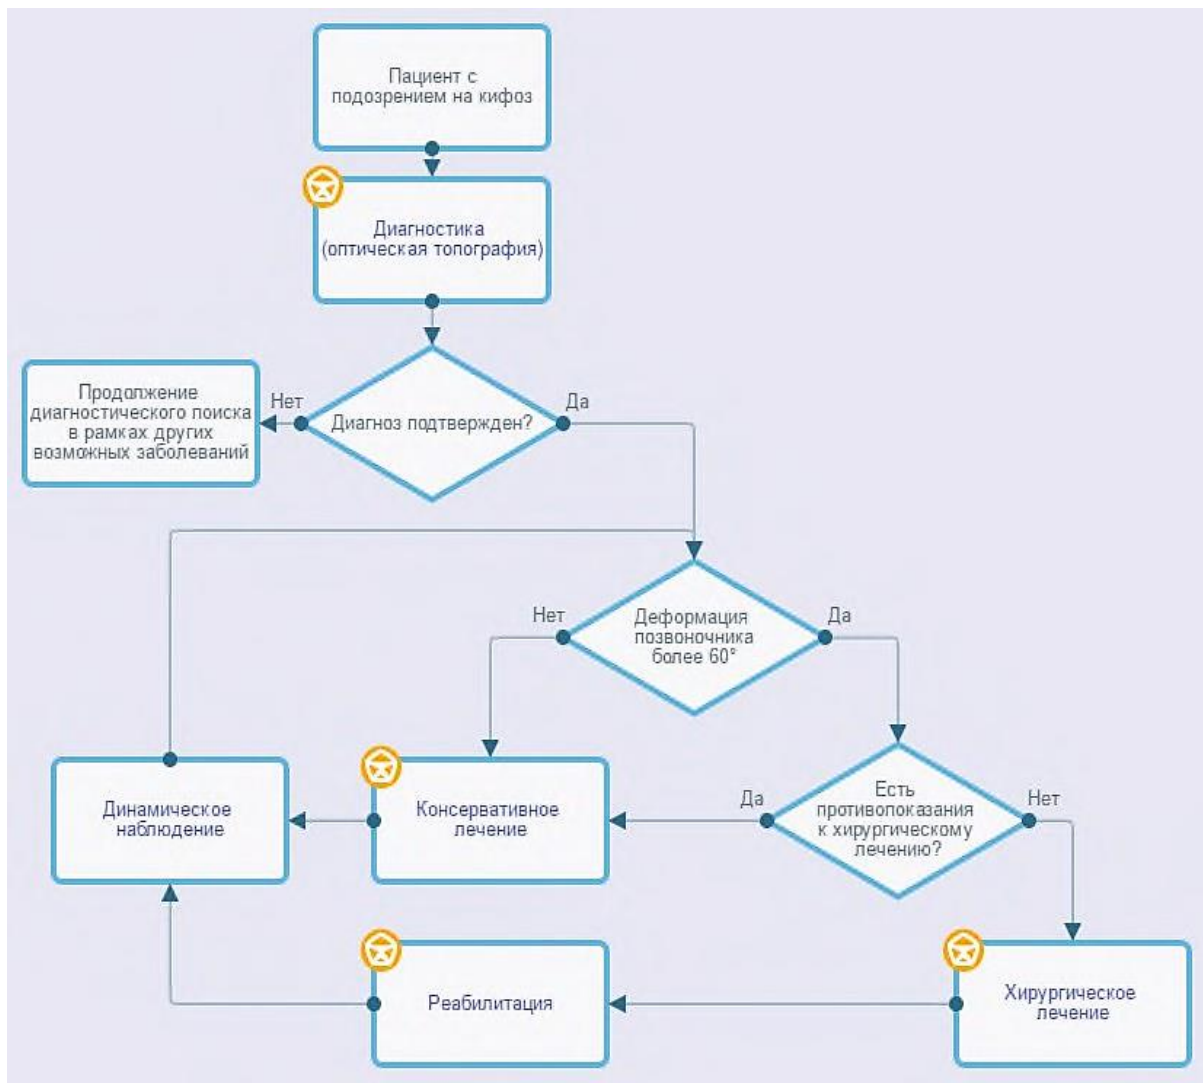 Пациент с
подозрением на кифоз
Диагностика
(оптическая топография)
Диагноз подтвержден?
Нет
Да
Продолжение
диагностического поиска
в рамках других
возможных заболеваний
Деформация
позвоночника
более 60°
Нет
Да
Есть
противопоказания
к хирургическому
лечению?
Да
Нет
Динамическое
наблюдение
Консервативное
лечение
Реабилитация
Хирургическое
лечение